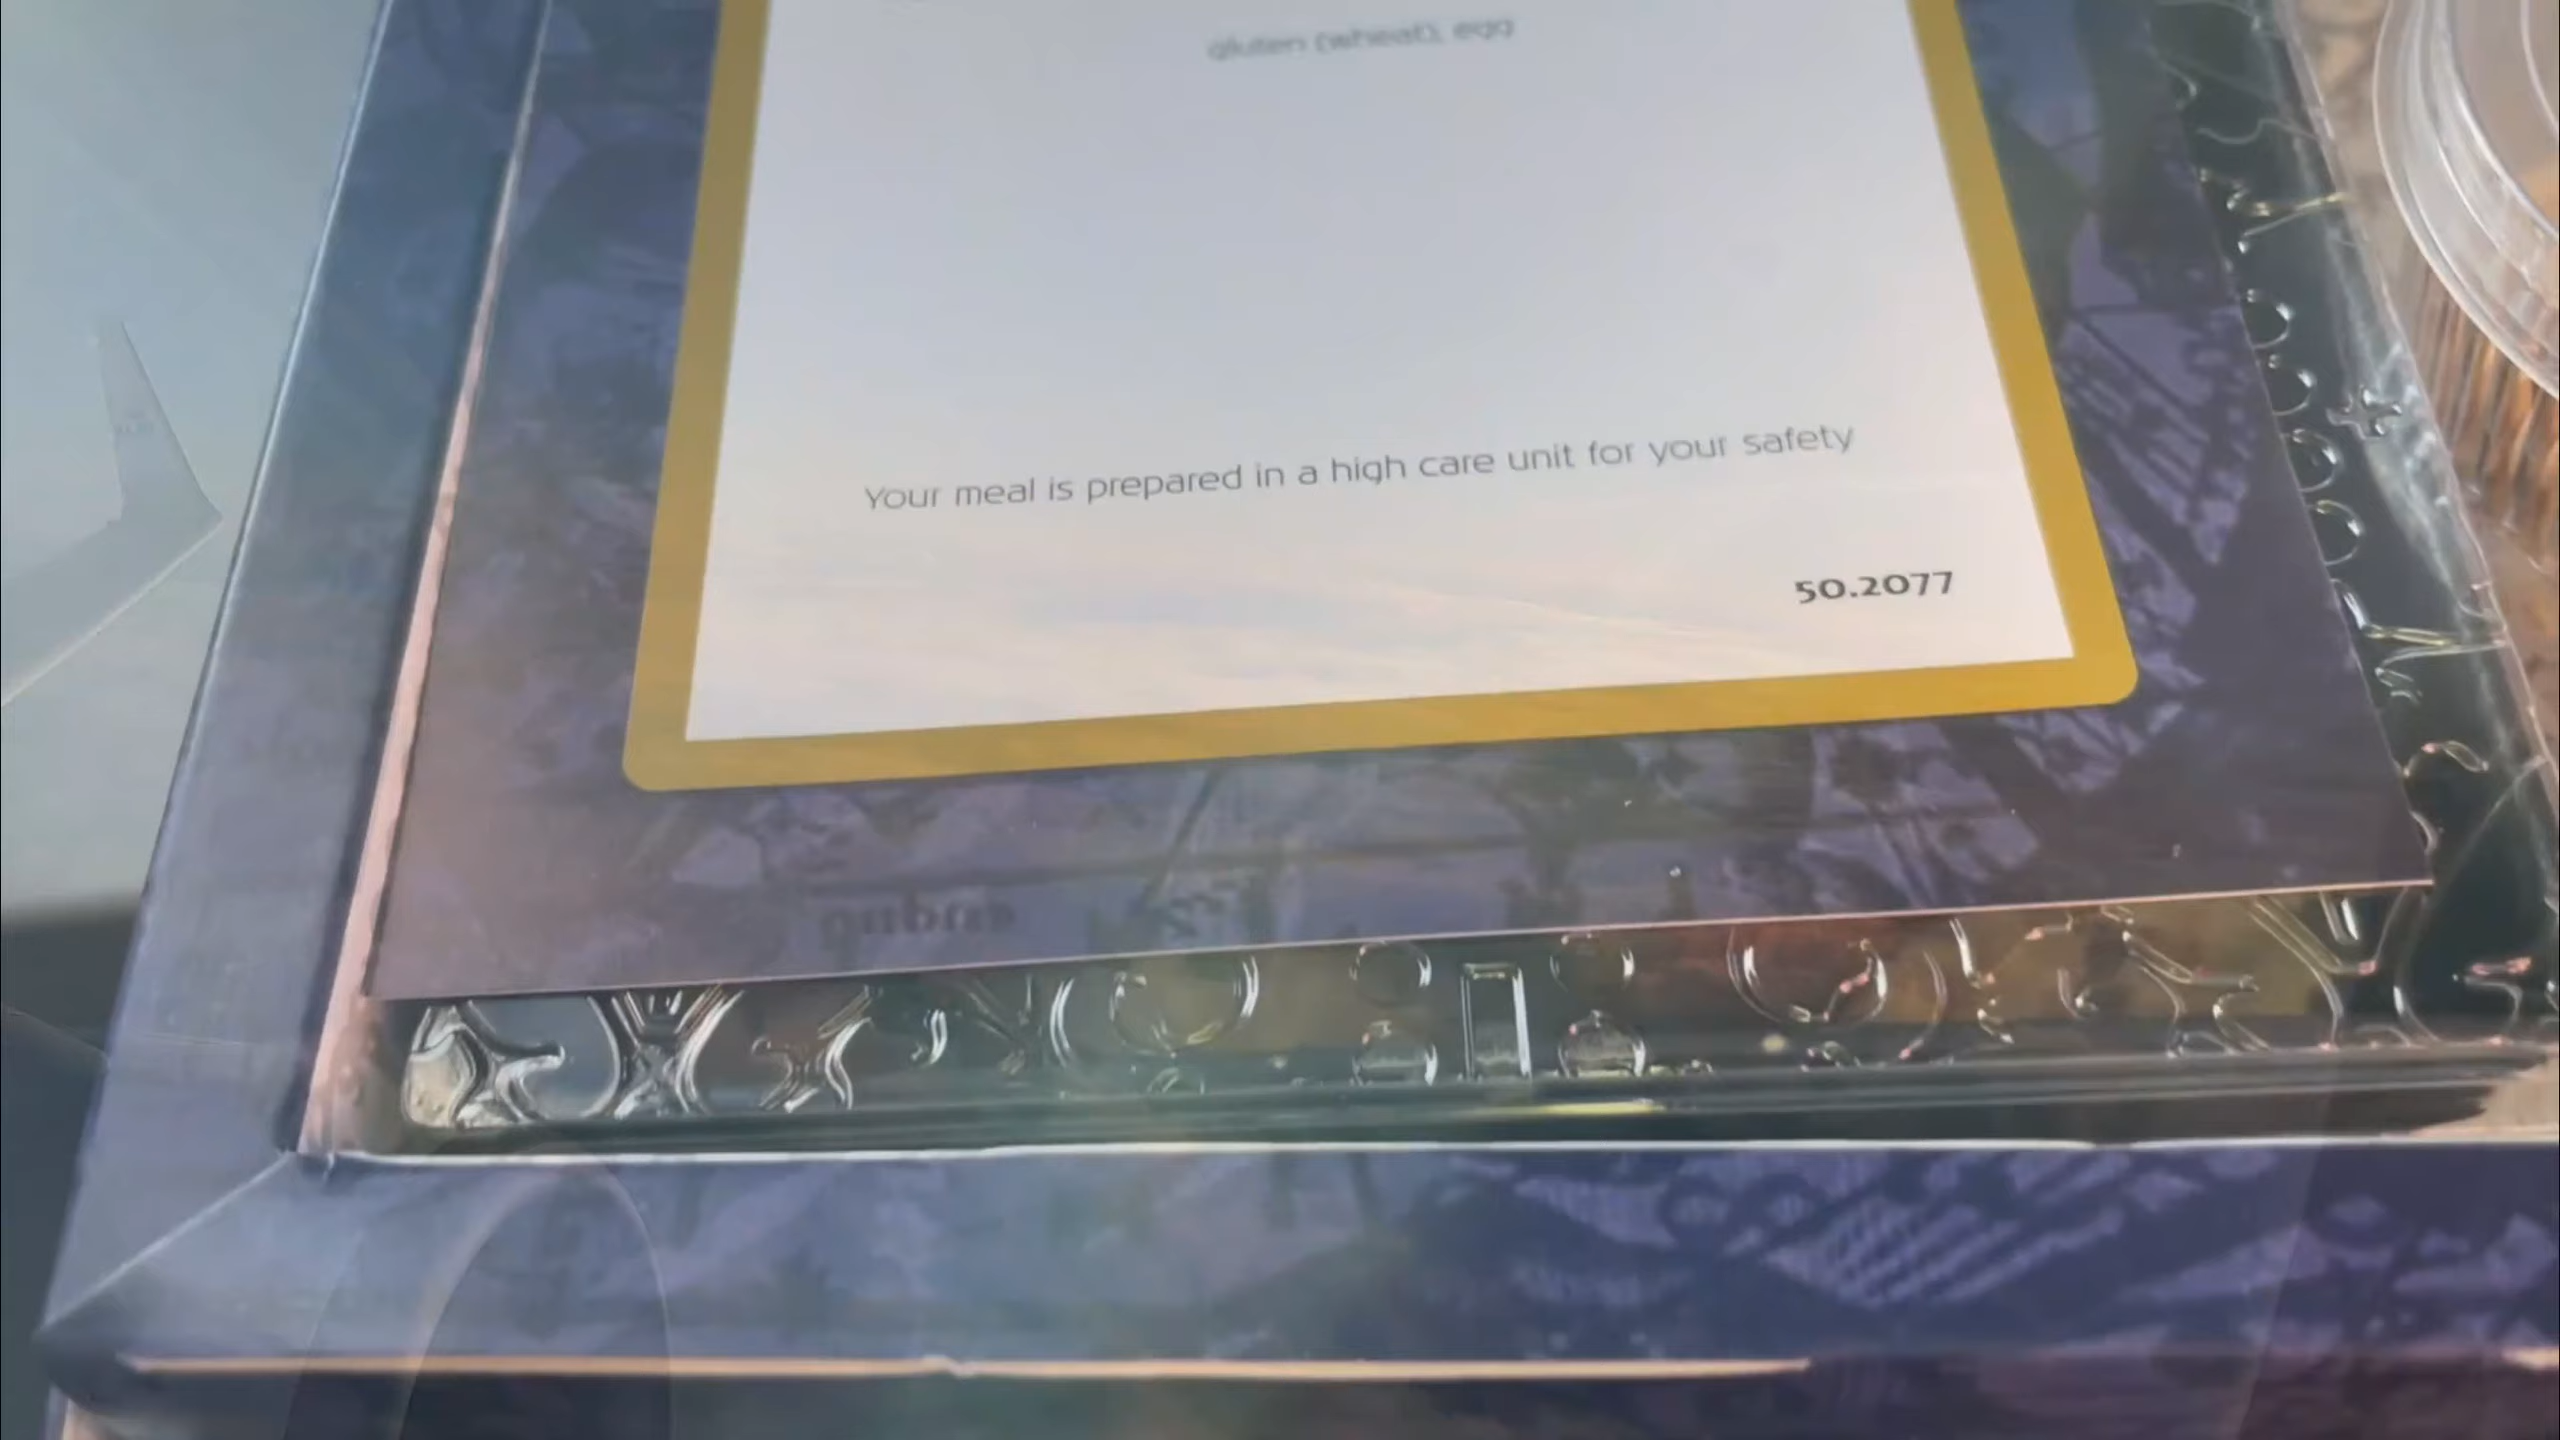 gluten (wheat), egg
Your meal is prepared in a high care unit for your safety
50.2077